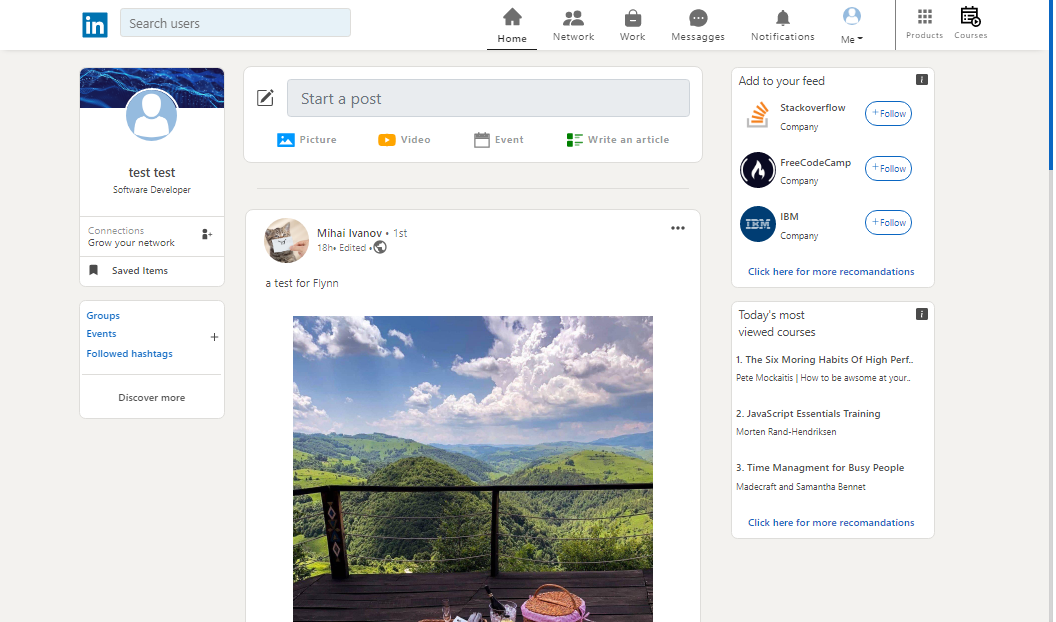 in
Search users
Home
Network
Work
Messagges
Notifications
Me
Products
Courses
test test
Software Developer
Connections
Grow your network
Saved Items
Groups
Events
Followed hashtags
+
Discover more
Start a post
Picture
Video
Event
Write an article
Mihai Ivanov • 1st
18h• Edited •
a test for Flynn
Add to your feed
i
Stackoverflow
Company
+ Follow
FreeCodeCamp
Company
+ Follow
IBM
IBM
Company
+ Follow
Click here for more recomandations
Today's most
viewed courses
i
1. The Six Moring Habits Of High Perf..
Pete Mockaitis | How to be awsome at your..
2. JavaScript Essentials Training
Morten Rand-Hendriksen
3. Time Managment for Busy People
Madecraft and Samantha Bennet
Click here for more recomandations